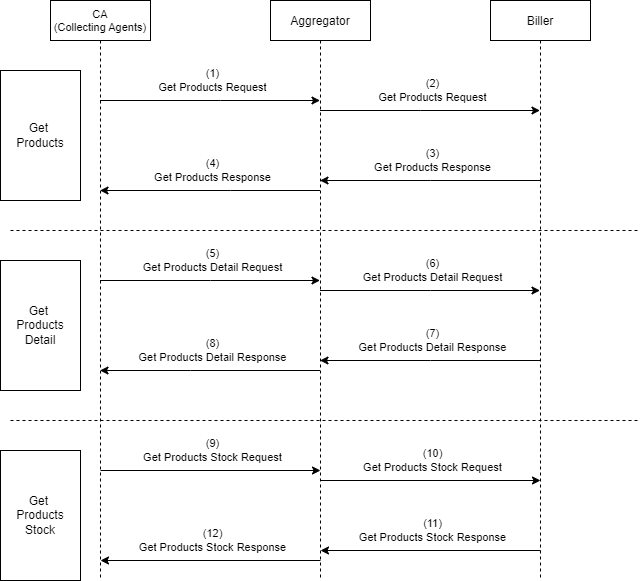 CA
(Collecting Agents)
Aggregator
Biller
Get
Products
(1)
Get Products Request
(2)
Get Products Request
(3)
Get Products Response
(4)
Get Products Response
Get
Products
Detail
(5)
Get Products Detail Request
(6)
Get Products Detail Request
(7)
Get Products Detail Response
(8)
Get Products Detail Response
Get
Products
Stock
(9)
Get Products Stock Request
(10)
Get Products Stock Request
(11)
Get Products Stock Response
(12)
Get Products Stock Response